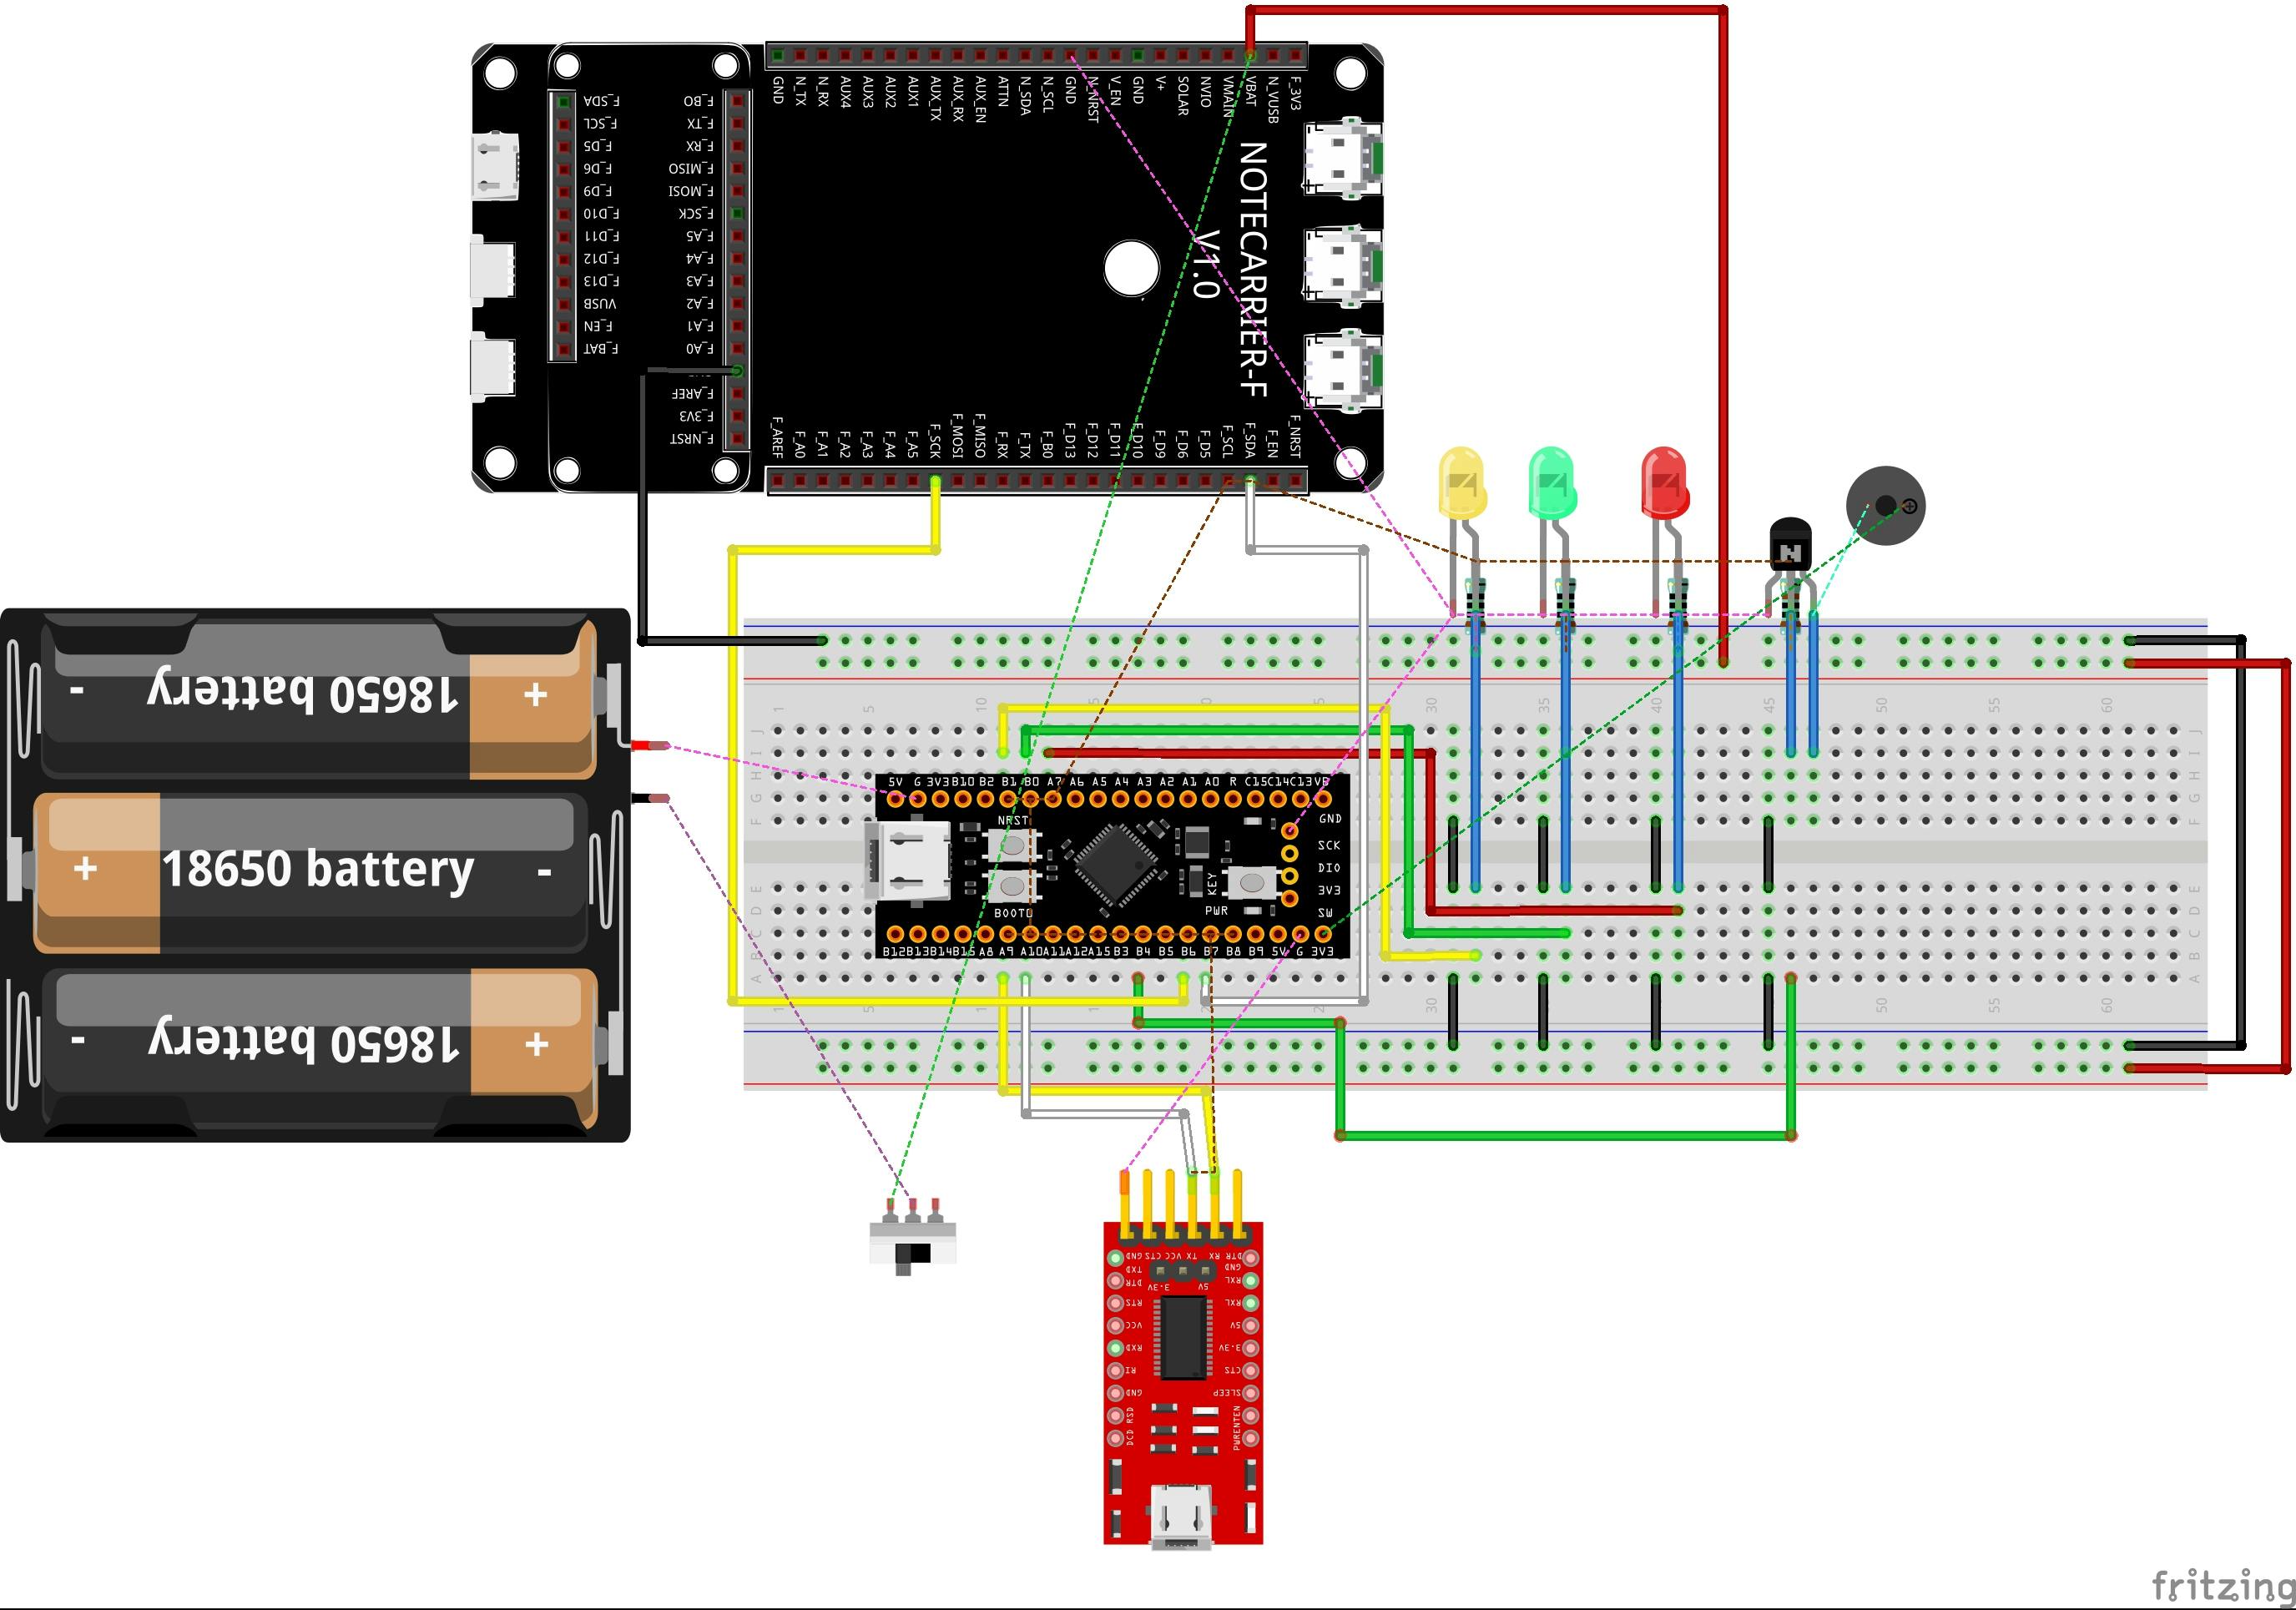 GND N_TX N_RX AUX4 AUX3 AUX2 AUX1 AUX_TX AUX_RX AUX_EN ATTN N_SDA N_SCL GND N_NRST V_EN GND V+ SOLAR NVIO VMAIN VBAT N_VUSB F_3V3
F_SDA
F_SCL
F_D5
F_D6
F_D9
F_D10
F_D11
F_D12
F_D13
VUSB
F_EN
F_BAT
F_BO
F_TX
F_RX
F_MISO
F_MOSI
F_SCK
F_A5
F_A4
F_A3
F_A2
F_A1
F_A0
F_AREF
F_3V3
F_NRST
NOTECARRIER-F
V1.0
F_AREF F_A0 F_A1 F_A2 F_A3 F_A4 F_A5 F_SCK F_MOSI F_MISO F_RX F_TX F_B0 F_D13 F_D12 F_D11 F_D10 F_D9 F_D6 F_D5 F_SCL F_SDA F_EN F_NRST
- 18650 battery +
+ 18650 battery -
- 18650 battery +
1 5 10 30 35 40 45 50 55 60
J
I
H
G
F
E
D
C
B
A
5V G 3V3 B10 B2 B1 B0 A7 A6 A5 A4 A3 A2 A1 A0 R C15 C14 C13 VB
NRST
BOOT0
KEY
PWR
GND
SCK
DIO
3V3
SW
B12 B13 B14 B15 A8 A9 A10 A11 A12 A15 B3 B4 B5 B6 B7 B8 B9 5V G 3V3
30 50 55 60
GND CTS VCC TX RX DTR
3.3V 5V
TXD
DTR
RTS
VCC
RXD
RI
GND
RSD
DCD
GND
RXL
RXL
5V
3.3V
CTS
SLEEP
PWRENTEN
fritzing